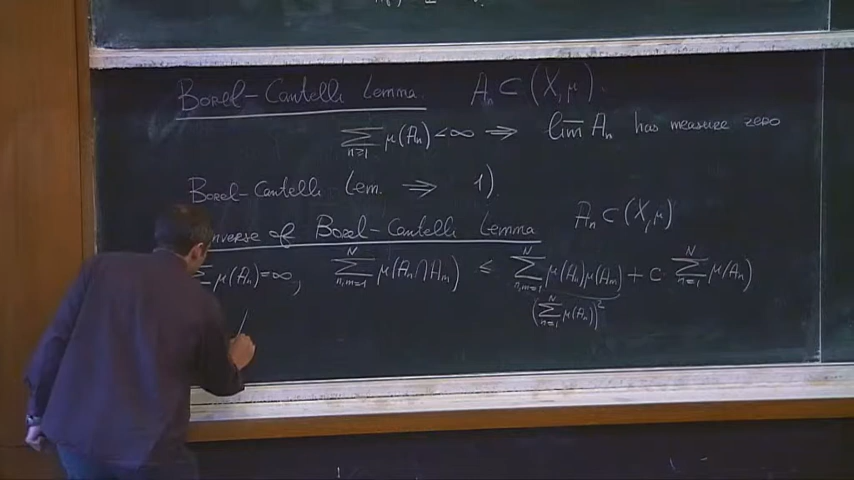 Borel-Cantelli Lemma. A_n ⊂ (X, μ).
∑_{n≥1} μ(A_n) < ∞ ⇒ \overline{lim} A_n has measure zero
Borel-Cantelli Lem. ⇒ 1).
of Borel-Cantelli Lemma A_n ⊂ (X, μ)
∑ μ(A_n) = ∞, ∑_{n,m=1}^{N} μ(A_n ∩ A_m) ≤ ∑_{n,m=1}^{N} μ(A_n) μ(A_m) + C ∑_{n=1}^{N} μ(A_n)
(∑_{n=1}^{N} μ(A_n))^2